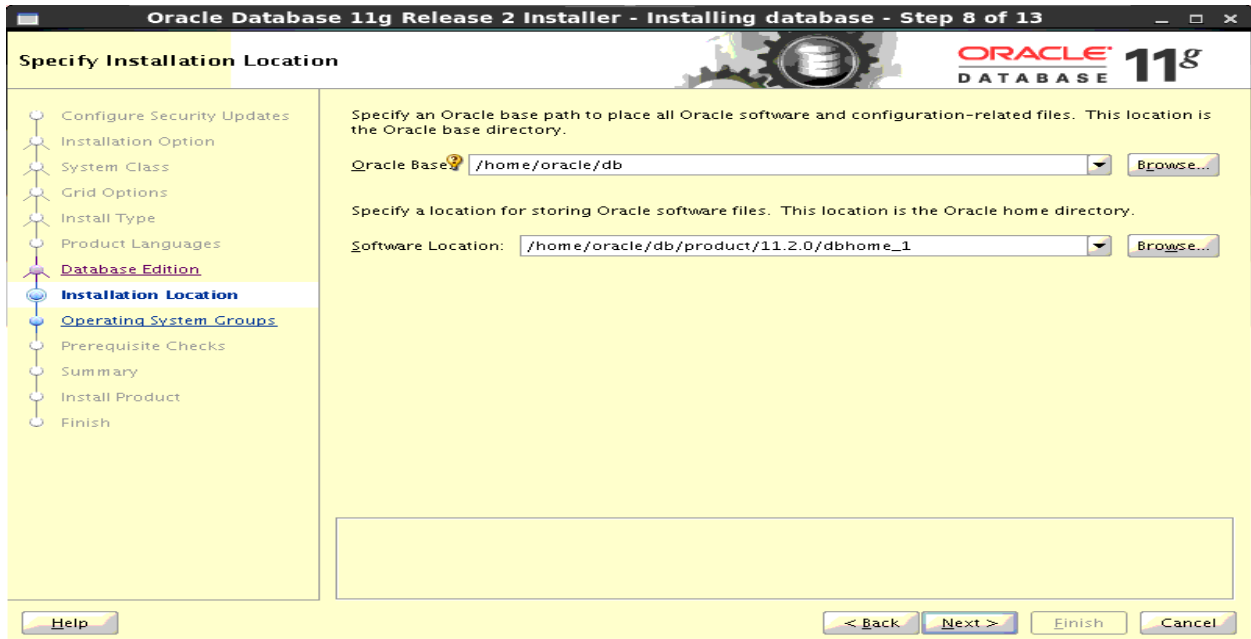 Oracle Database 11g Release 2 Installer - Installing database - Step 8 of 13
Specify Installation Location
ORACLE DATABASE 11g
Configure Security Updates
Installation Option
System Class
Grid Options
Install Type
Product Languages
Database Edition
Installation Location
Operating System Groups
Prerequisite Checks
Summary
Install Product
Finish
Specify an Oracle base path to place all Oracle software and configuration-related files. This location is
the Oracle base directory.
Oracle Base: /home/oracle/db Browse...
Specify a location for storing Oracle software files. This location is the Oracle home directory.
Software Location: /home/oracle/db/product/11.2.0/dbhome_1 Browse...
Help < Back Next > Finish Cancel